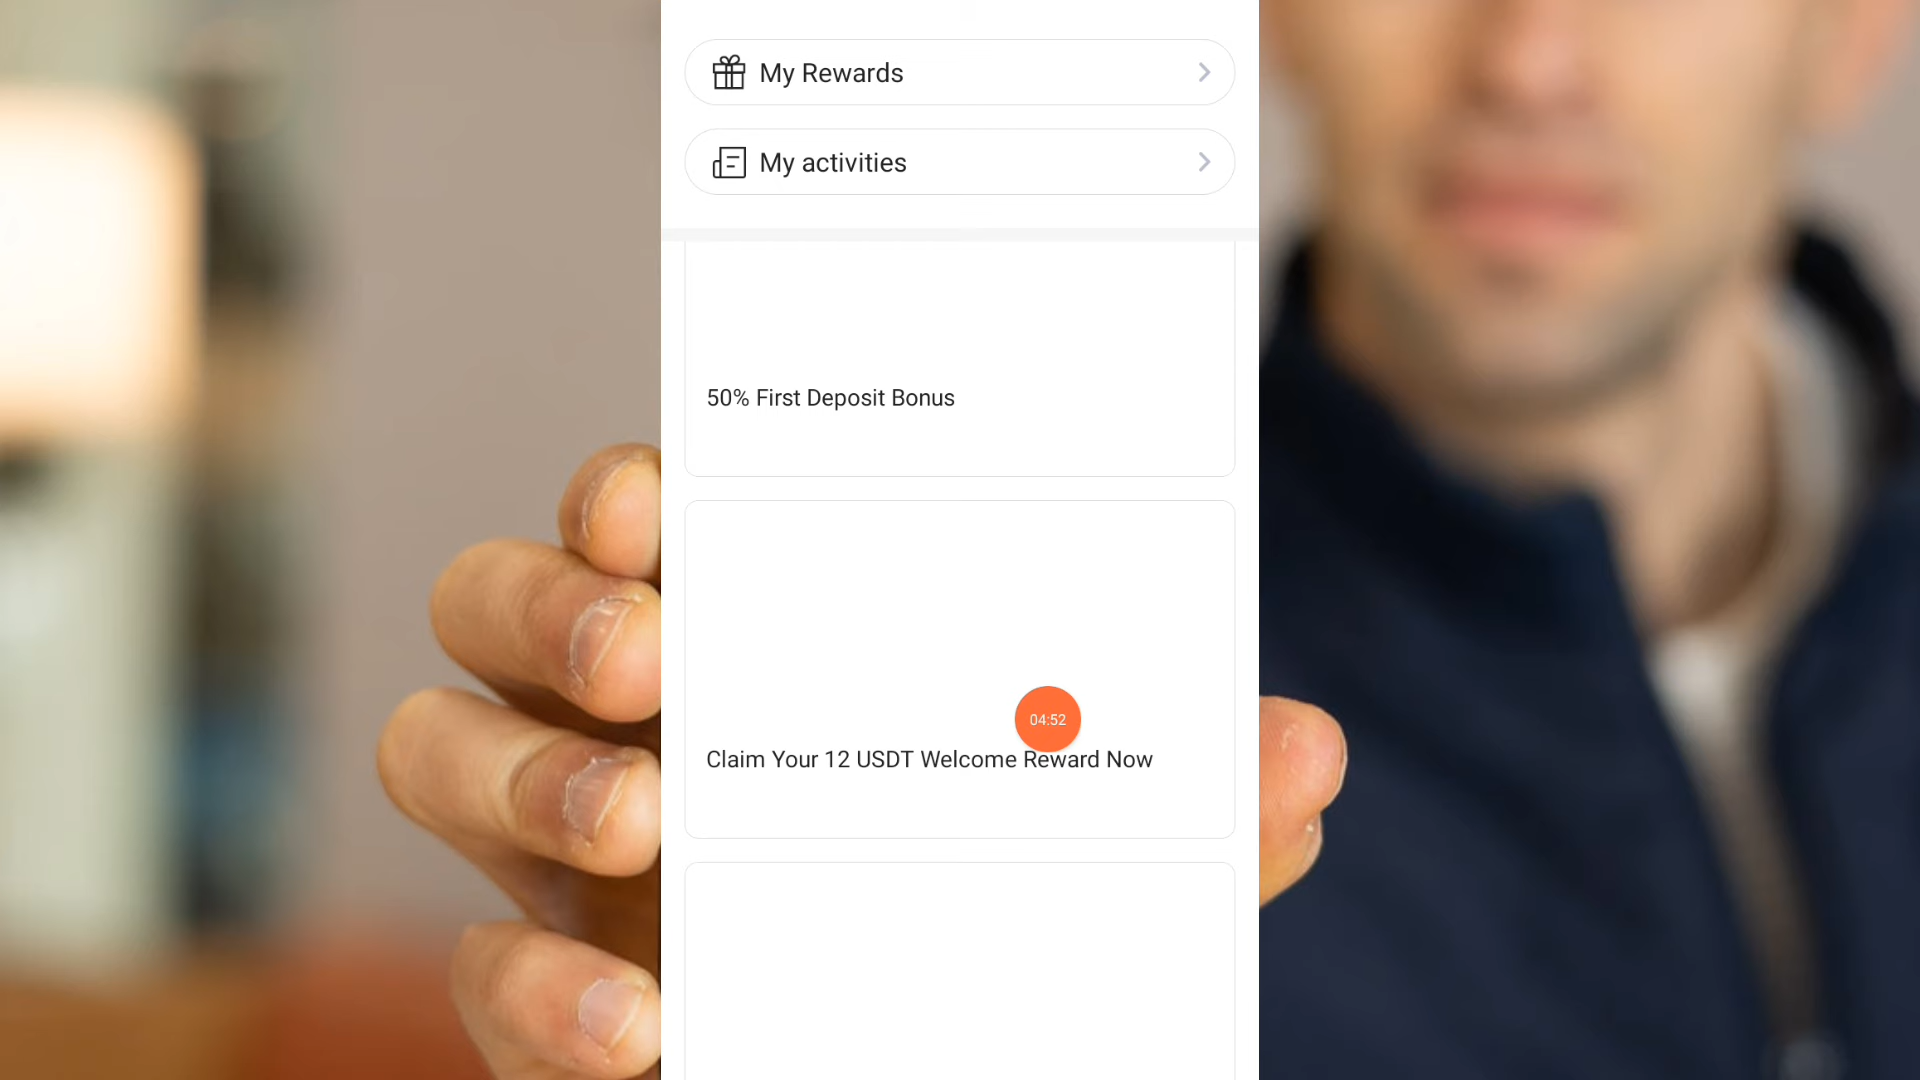 My Rewards
My activities
50% First Deposit Bonus
04:52
Claim Your 12 USDT Welcome Reward Now